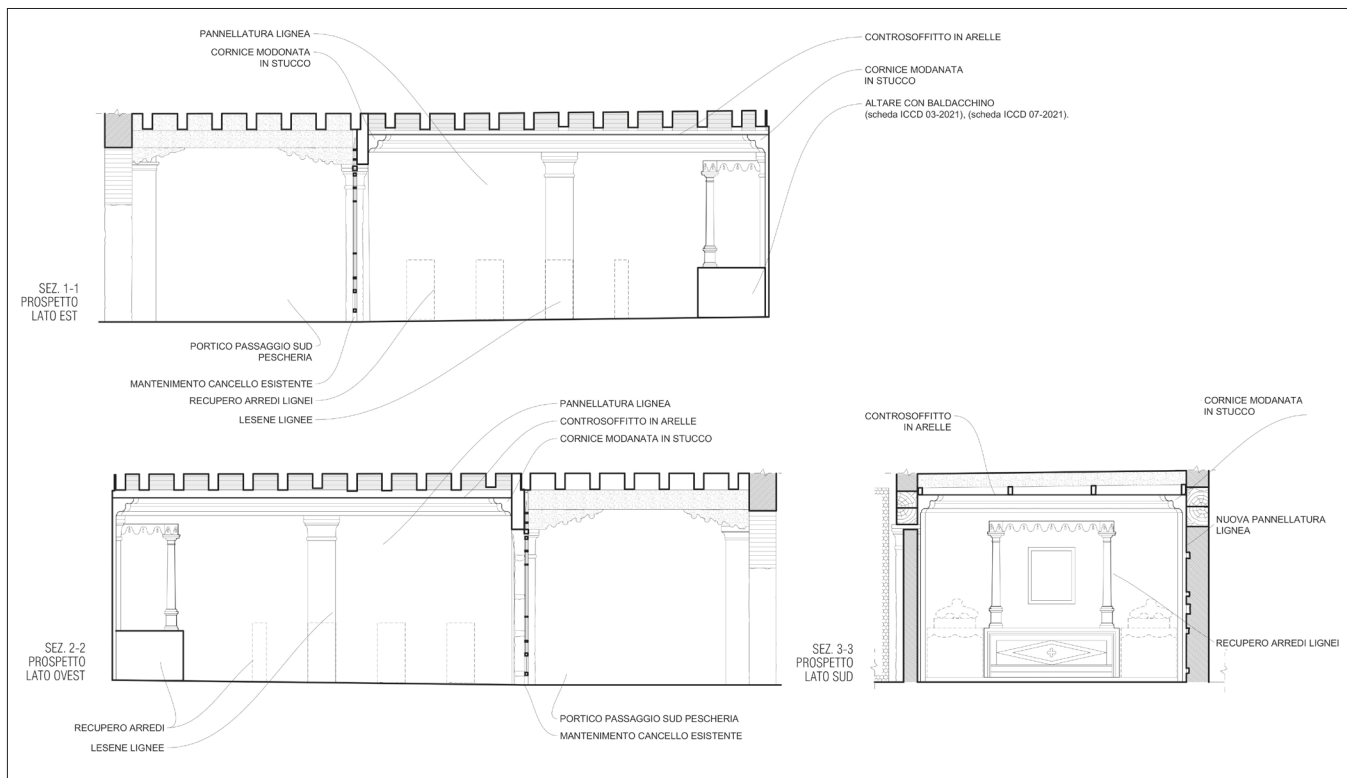 PANNELLATURA LIGNEA
CORNICE MODONATA
IN STUCCO
CONTROSOFFITTO IN ARELLE
CORNICE MODANATA
IN STUCCO
ALTARE CON BALDACCHINO
(scheda ICCD 03-2021), (scheda ICCD 07-2021).
SEZ. 1-1
PROSPETTO
LATO EST
PORTICO PASSAGGIO SUD
PESCHERIA
MANTENIMENTO CANCELLO ESISTENTE
RECUPERO ARREDI LIGNEI
LESENE LIGNEE
PANNELLATURA LIGNEA
CONTROSOFFITTO IN ARELLE
CORNICE MODANATA IN STUCCO
SEZ. 2-2
PROSPETTO
LATO OVEST
RECUPERO ARREDI
LESENE LIGNEE
PORTICO PASSAGGIO SUD PESCHERIA
MANTENIMENTO CANCELLO ESISTENTE
CONTROSOFFITTO
IN ARELLE
CORNICE MODANATA
IN STUCCO
NUOVA PANNELLATURA
LIGNEA
RECUPERO ARREDI LIGNEI
SEZ. 3-3
PROSPETTO
LATO SUD